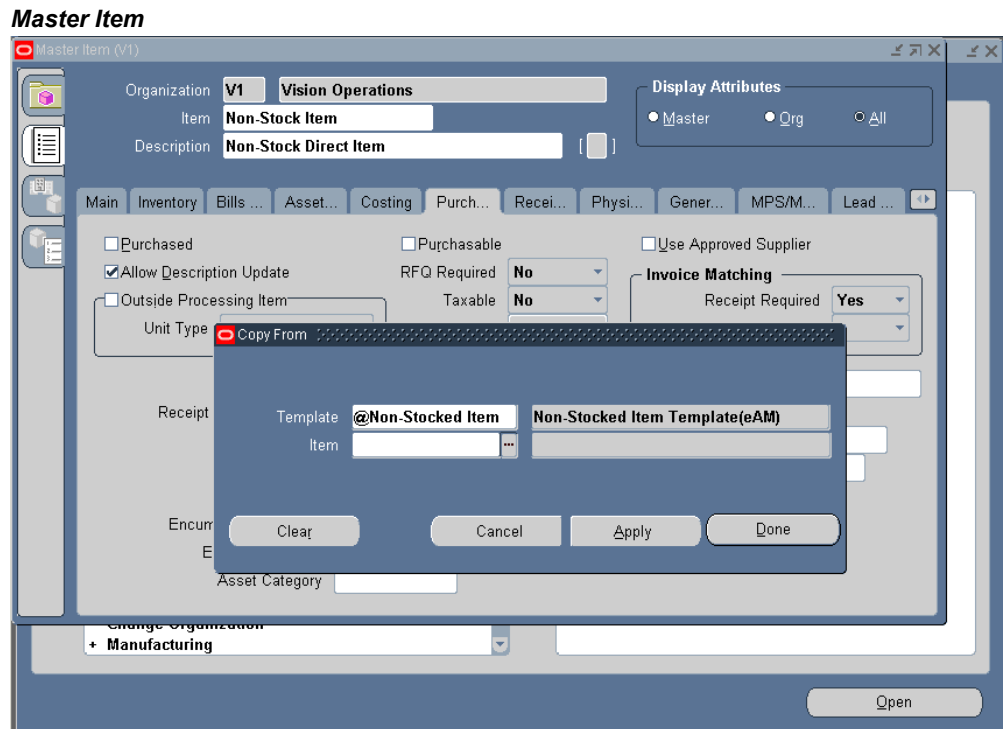 Master Item
Master Item (V1)
Organization V1 Vision Operations
Item Non-Stock Item
Description Non-Stock Direct Item [ ]
Display Attributes
Master Org All
Main Inventory Bills ... Asset... Costing Purch... Recei... Physi... Gener... MPS/M... Lead ...
Purchased Purchasable Use Approved Supplier
Allow Description Update RFQ Required No Invoice Matching
Outside Processing Item Taxable No Receipt Required Yes
Unit Type
Copy From
Receipt
Template @Non-Stocked Item Non-Stocked Item Template(eAM)
Item ...
Encum
Clear Cancel Apply Done
E
Asset Category
Change Organization
+ Manufacturing
Open